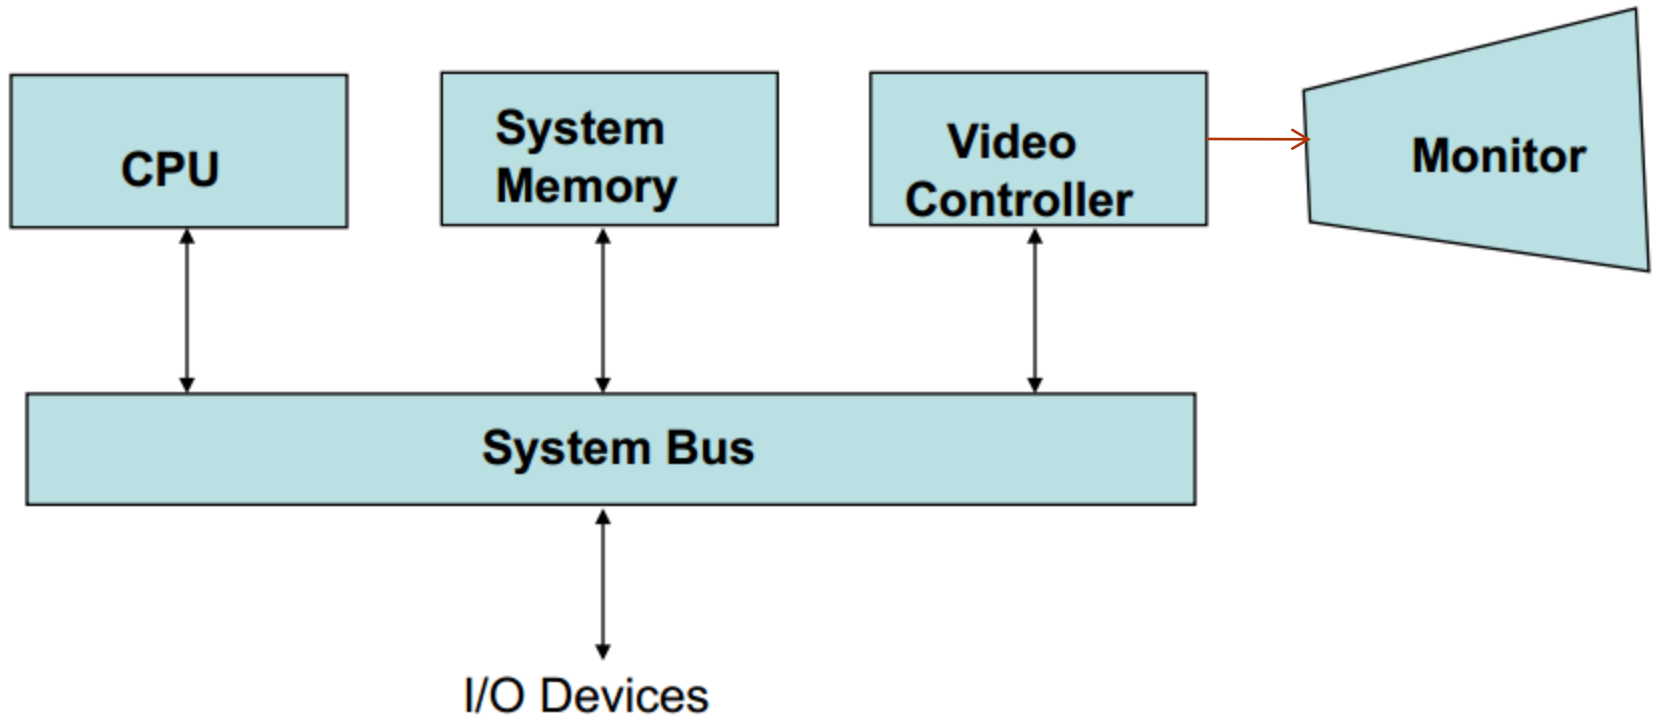 CPU
System
Memory
Video
Controller
Monitor
System Bus
I/O Devices